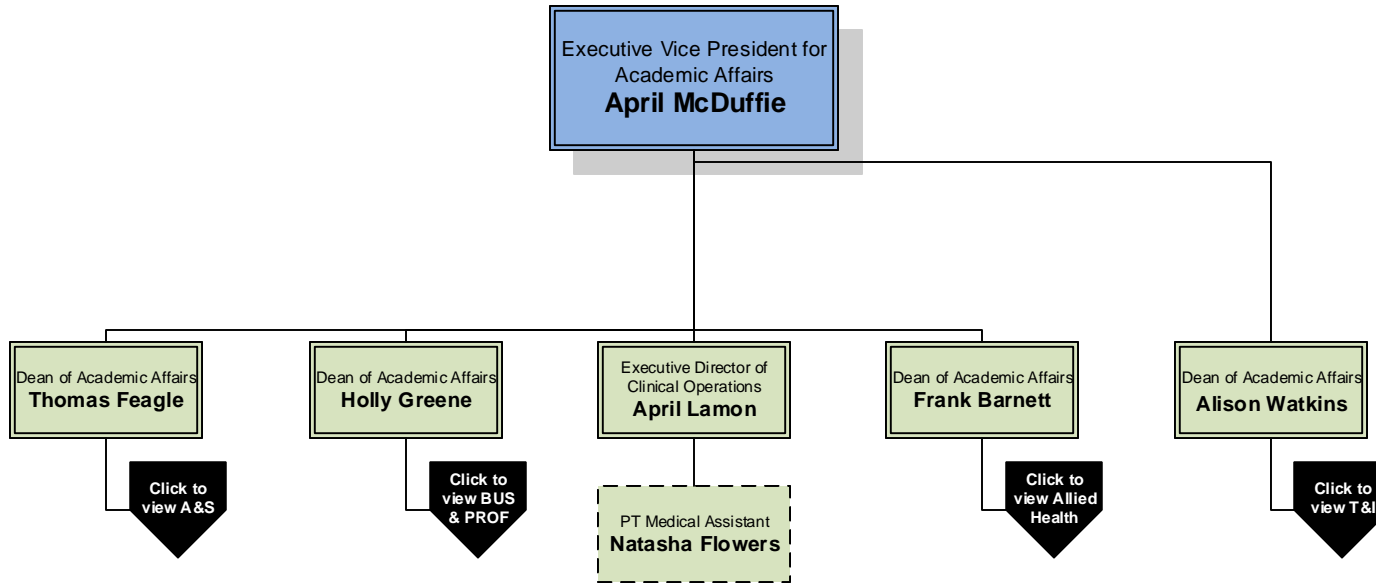 Executive Vice President for
Academic Affairs
April McDuffie
Dean of Academic Affairs
Thomas Feagle
Dean of Academic Affairs
Holly Greene
Executive Director of
Clinical Operations
April Lamon
Dean of Academic Affairs
Frank Barnett
Dean of Academic Affairs
Alison Watkins
Click to
view A&S
Click to
view BUS
& PROF
PT Medical Assistant
Natasha Flowers
Click to
view Allied
Health
Click to
view T&I